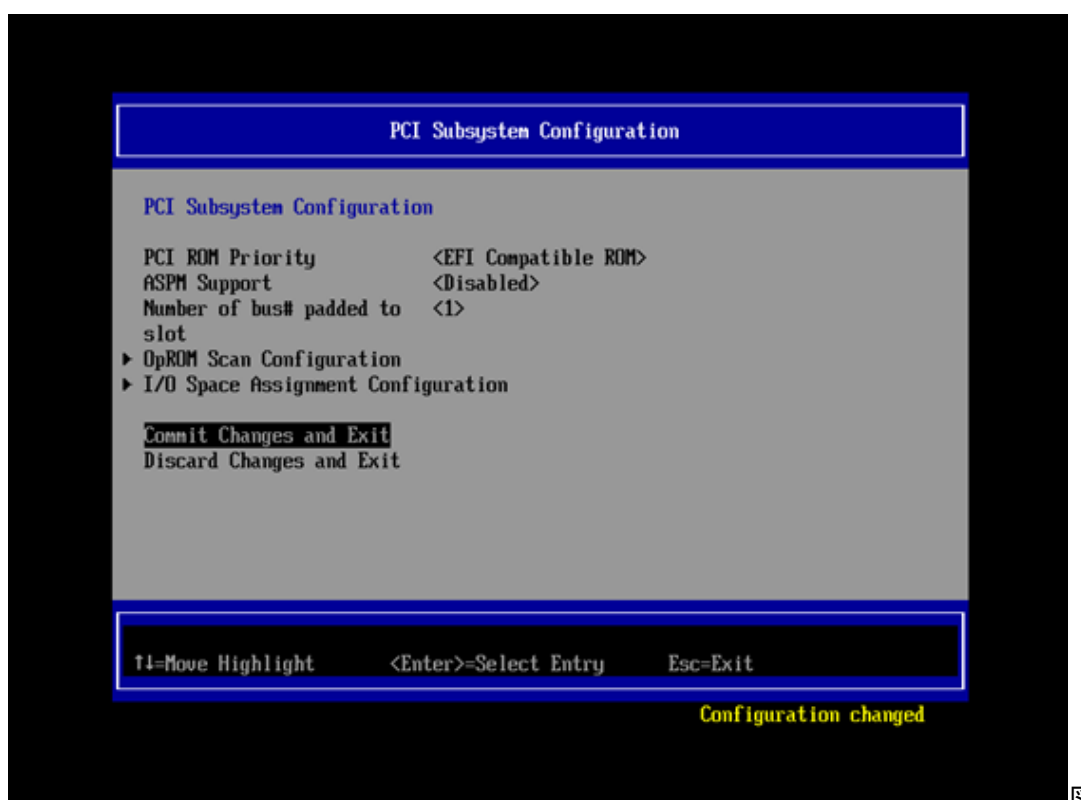 PCI Subsystem Configuration
PCI Subsystem Configuration
PCI ROM Priority <EFI Compatible ROM>
ASPM Support <Disabled>
Number of bus# padded to <1>
slot
▶ OpROM Scan Configuration
▶ I/O Space Assignment Configuration
Commit Changes and Exit
Discard Changes and Exit
↑↓=Move Highlight <Enter>=Select Entry Esc=Exit
Configuration changed